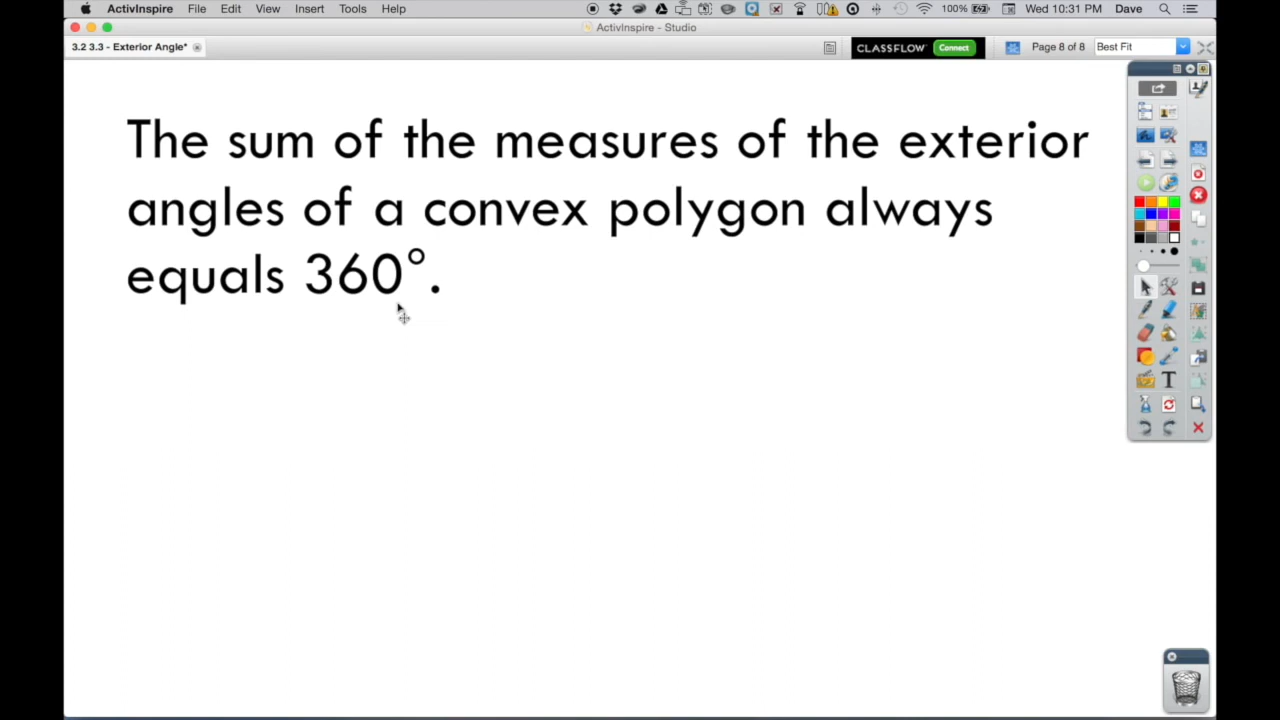 ActivInspire File Edit View Insert Tools Help 100% Wed 10:31 PM Dave
ActivInspire - Studio
3.2 3.3 - Exterior Angle* CLASSFLOW Connect Page 8 of 8 Best Fit
The sum of the measures of the exterior
angles of a convex polygon always
equals 360°.